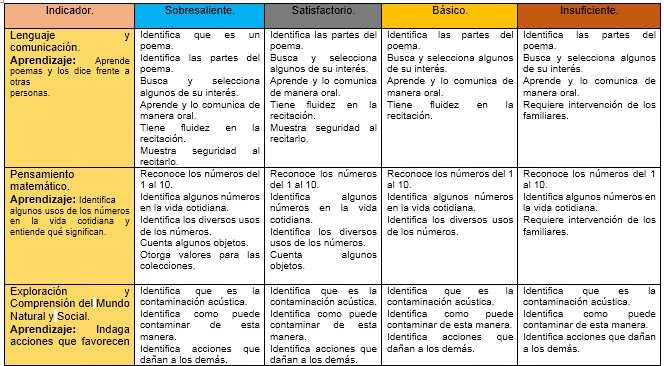 Indicador.
Sobresaliente.
Satisfactorio.
Básico.
Insuficiente.
Lenguaje y
comunicación.
Aprendizaje: Aprende
poemas y los dice frente a
otras
personas.
Identifica que es un
poema.
Identifica las partes del
poema.
Busca y selecciona
algunos de su interés.
Aprende y lo comunica de
manera oral.
Tiene fluidez en la
recitación.
Muestra seguridad al
recitarlo.
Identifica las partes del
poema.
Busca y selecciona
algunos de su interés.
Aprende y lo comunica de
manera oral.
Tiene fluidez en la
recitación.
Muestra seguridad al
recitarlo.
Identifica las partes del
poema.
Busca y selecciona algunos
de su interés.
Aprende y lo comunica de
manera oral.
Tiene fluidez en la
recitación.
Identifica las partes del
poema.
Busca y selecciona algunos
de su interés.
Aprende y lo comunica de
manera oral.
Requiere intervención de los
familiares.
Pensamiento
matemático.
Aprendizaje: Identifica
algunos usos de los números
en la vida cotidiana y
entiende qué significan.
Reconoce los números del
1 al 10.
Identifica algunos números
en la vida cotidiana.
Identifica los diversos usos
de los números.
Cuenta algunos objetos.
Otorga valores para las
colecciones.
Reconoce los números
del 1 al 10.
Identifica algunos
números en la vida
cotidiana.
Identifica los diversos
usos de los números.
Cuenta algunos
objetos.
Reconoce los números del 1
al 10.
Identifica algunos números
en la vida cotidiana.
Identifica los diversos usos
de los números.
Reconoce los números del 1
al 10.
Identifica algunos números
en la vida cotidiana.
Requiere intervención de los
familiares.
Exploración y
Comprensión del Mundo
Natural y Social.
Aprendizaje: Indaga
acciones que favorecen
Identifica que es la
contaminación acústica.
Identifica como puede
contaminar de esta
manera.
Identifica acciones que
dañan a los demás.
Identifica que es la
contaminación acústica.
Identifica como puede
contaminar de esta
manera.
Identifica acciones que
dañan a los demás.
Identifica que es la
contaminación acústica.
Identifica como puede
contaminar de esta manera.
Identifica acciones que
dañan a los demás.
Identifica que es la
contaminación acústica.
Identifica como puede
contaminar de esta manera.
Identifica acciones que dañan
a los demás.